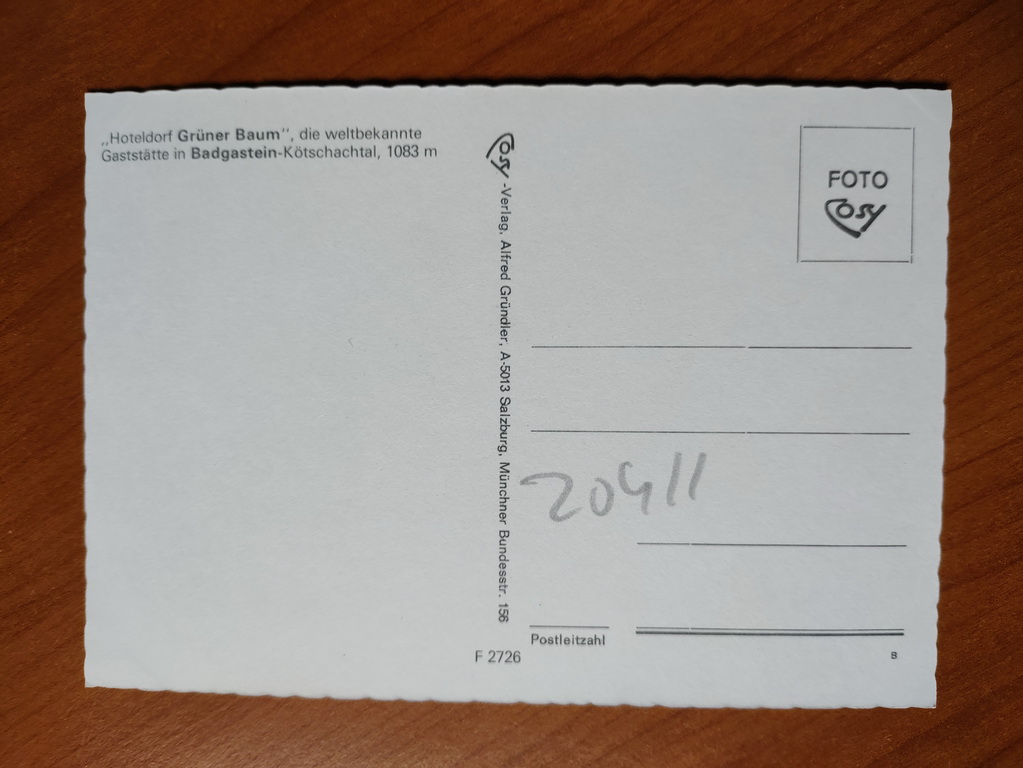 „Hoteldorf Grüner Baum", die weltbekannte
Gaststätte in Badgastein-Kötschachtal, 1083 m
Cosy -Verlag, Alfred Gründler, A-5013 Salzburg, Münchner Bundesstr. 156
FOTO
Cosy
20411
Postleitzahl
F 2726
B